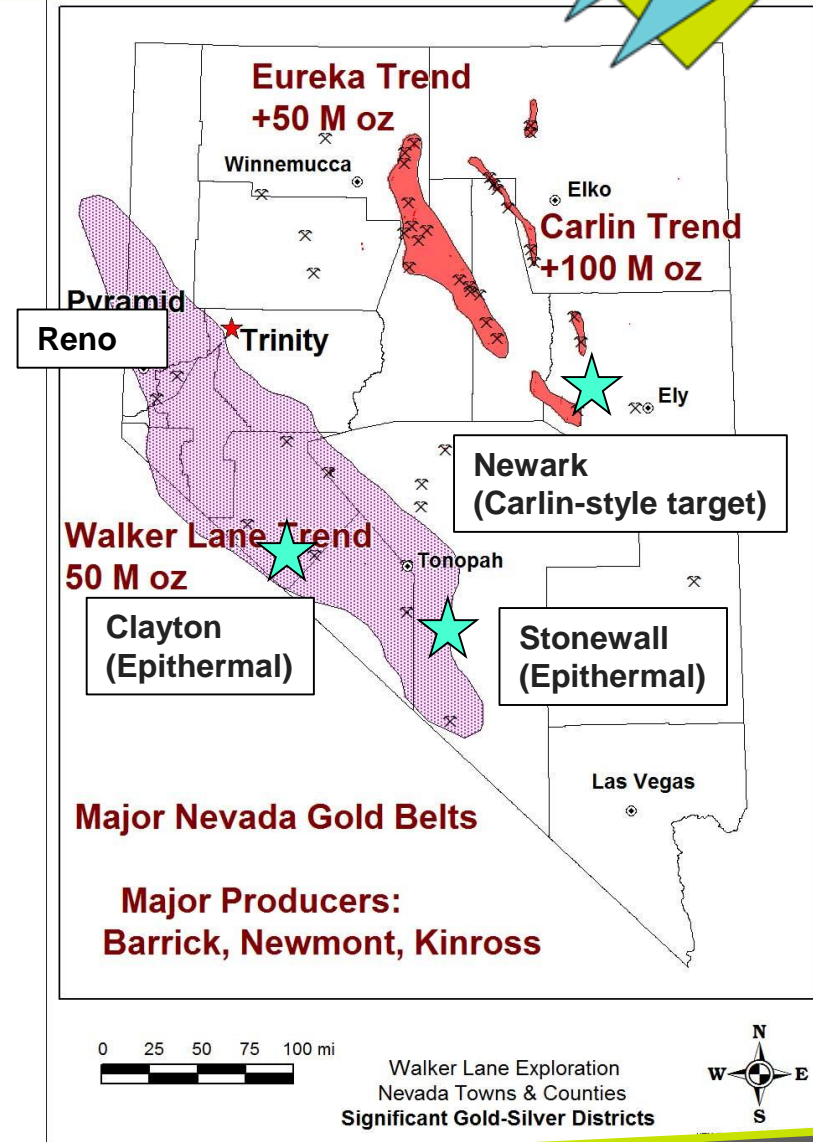 Eureka Trend
+50 M oz
Winnemucca
Elko
Carlin Trend
+100 M oz
Pyramid
Reno
Trinity
Ely
Newark
(Carlin-style target)
Walker Lane Trend
50 M oz
Tonopah
Clayton
(Epithermal)
Stonewall
(Epithermal)
Las Vegas
Major Nevada Gold Belts
Major Producers:
Barrick, Newmont, Kinross
0 25 50 75 100 mi
Walker Lane Exploration
Nevada Towns & Counties
Significant Gold-Silver Districts
N
W E
S